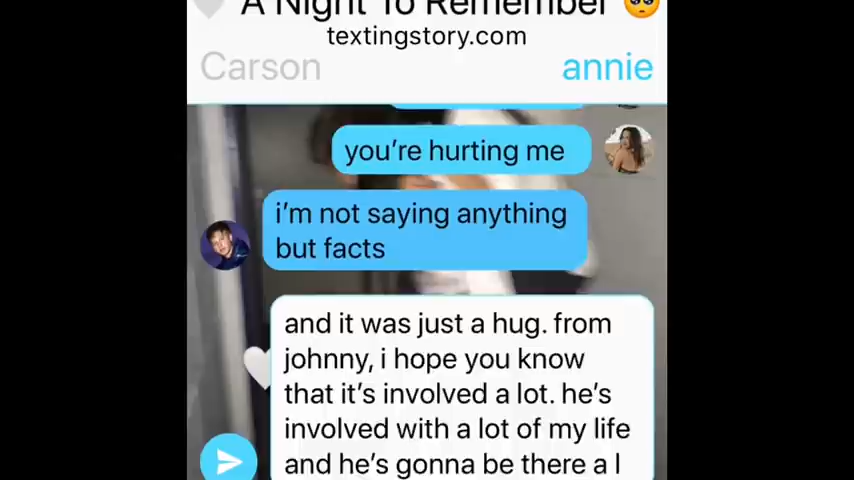 A Night To Remember 🥺
textingstory.com
Carson
annie
you're hurting me
i'm not saying anything
but facts
and it was just a hug. from
johnny, i hope you know
that it's involved a lot. he's
involved with a lot of my life
and he's gonna be there a l